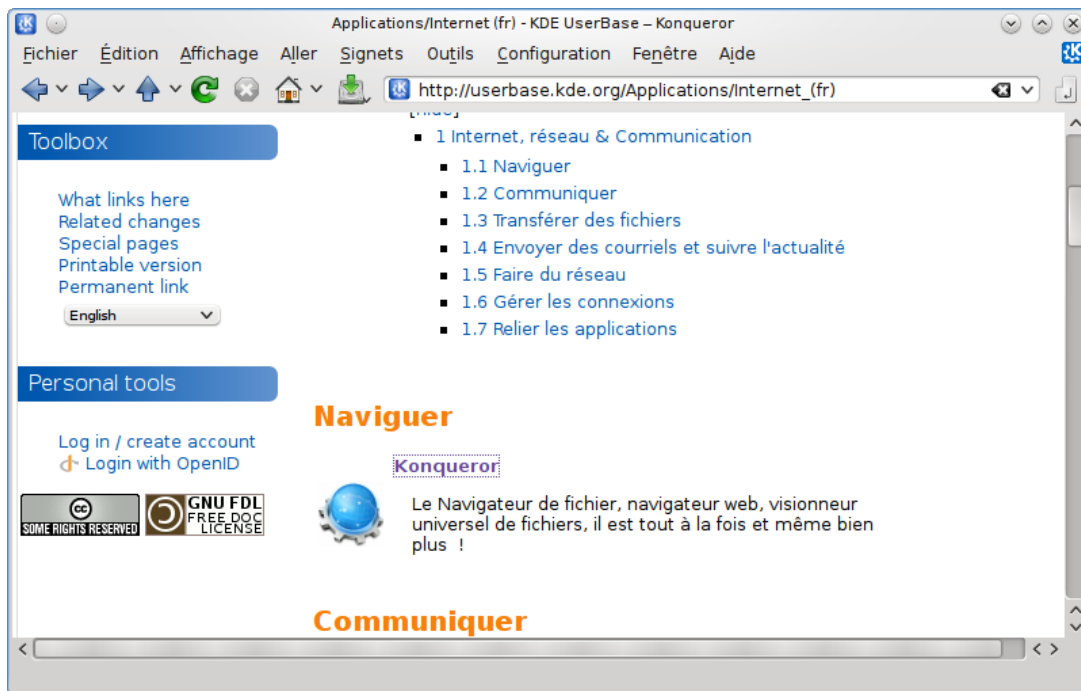 Applications/Internet (fr) - KDE UserBase – Konqueror
Fichier Édition Affichage Aller Signets Outils Configuration Fenêtre Aide
http://userbase.kde.org/Applications/Internet_(fr)
[hide]
Toolbox
What links here
Related changes
Special pages
Printable version
Permanent link
English
Personal tools
Log in / create account
Login with OpenID
cc
SOME RIGHTS RESERVED
GNU FDL
FREE DOC
LICENSE
1 Internet, réseau & Communication
1.1 Naviguer
1.2 Communiquer
1.3 Transférer des fichiers
1.4 Envoyer des courriels et suivre l'actualité
1.5 Faire du réseau
1.6 Gérer les connexions
1.7 Relier les applications
Naviguer
Konqueror
Le Navigateur de fichier, navigateur web, visionneur
universel de fichiers, il est tout à la fois et même bien
plus !
Communiquer